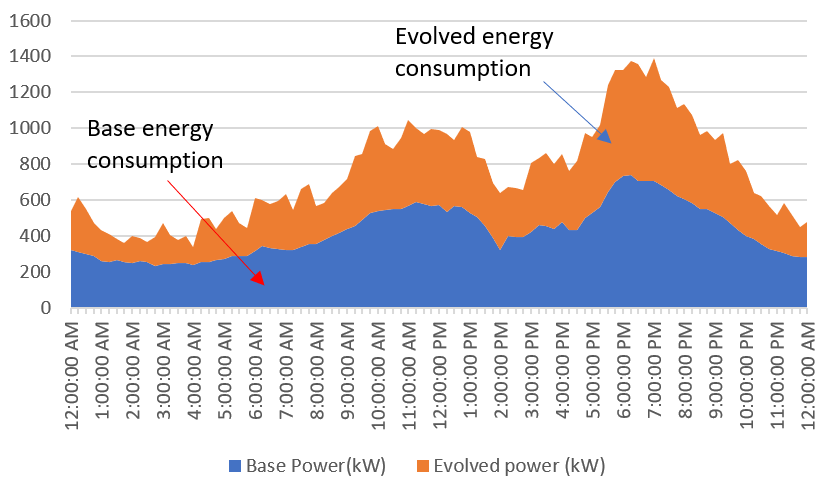 1600
1400
1200
1000
800
600
400
200
0
Evolved energy
consumption
Base energy
consumption
12:00:00 AM
1:00:00 AM
2:00:00 AM
3:00:00 AM
4:00:00 AM
5:00:00 AM
6:00:00 AM
7:00:00 AM
8:00:00 AM
9:00:00 AM
10:00:00 AM
11:00:00 AM
12:00:00 PM
1:00:00 PM
2:00:00 PM
3:00:00 PM
4:00:00 PM
5:00:00 PM
6:00:00 PM
7:00:00 PM
8:00:00 PM
9:00:00 PM
10:00:00 PM
11:00:00 PM
12:00:00 AM
Base Power(kW)
Evolved power (kW)